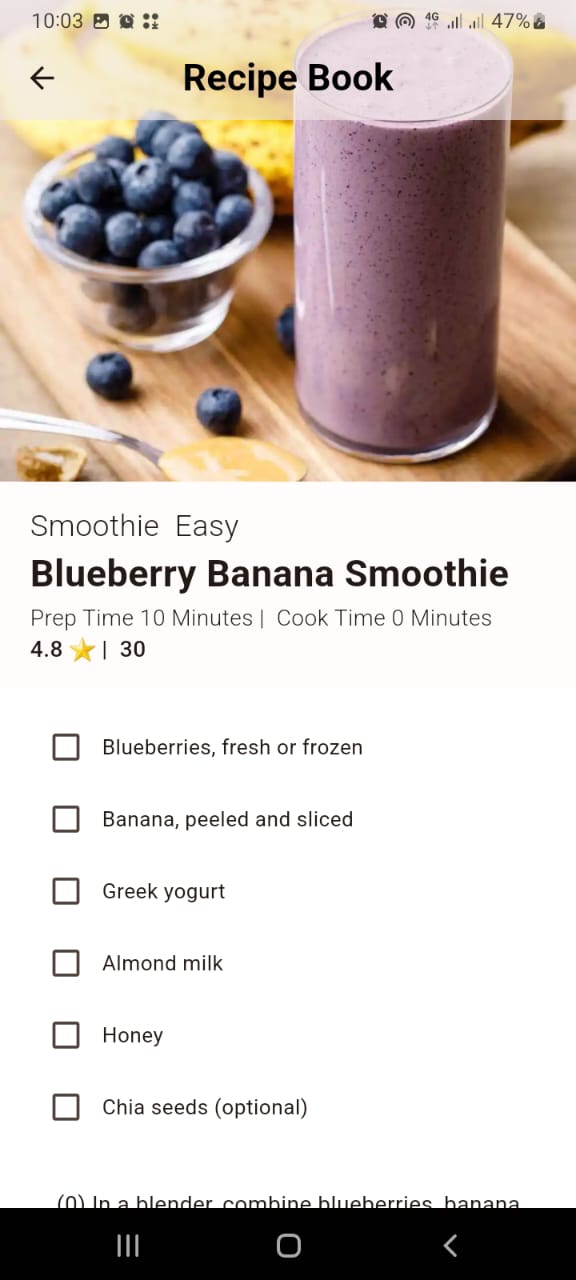 10:03 4G 47%
Recipe Book
Smoothie Easy
Blueberry Banana Smoothie
Prep Time 10 Minutes | Cook Time 0 Minutes
4.8 ⭐ | 30
Blueberries, fresh or frozen
Banana, peeled and sliced
Greek yogurt
Almond milk
Honey
Chia seeds (optional)
(0) In a blender, combine blueberries, banana,